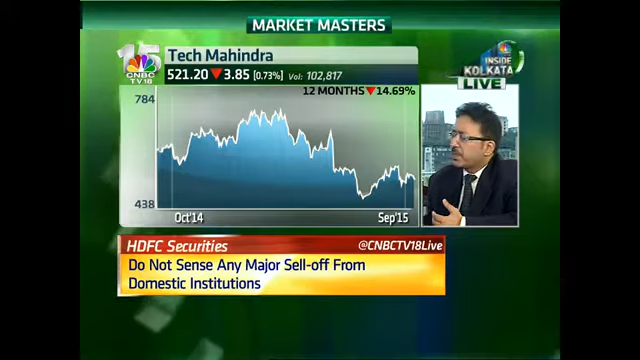 MARKET MASTERS
15
CNBC
TV18
Tech Mahindra
521.20 ▼ 3.85 [0.73%] Vol: 102,817
INSIDE
KOLKATA
LIVE
12 MONTHS ▼ 14.69%
784
438
Oct'14
Sep'15
HDFC Securities
@CNBCTV18Live
Do Not Sense Any Major Sell-off From
Domestic Institutions